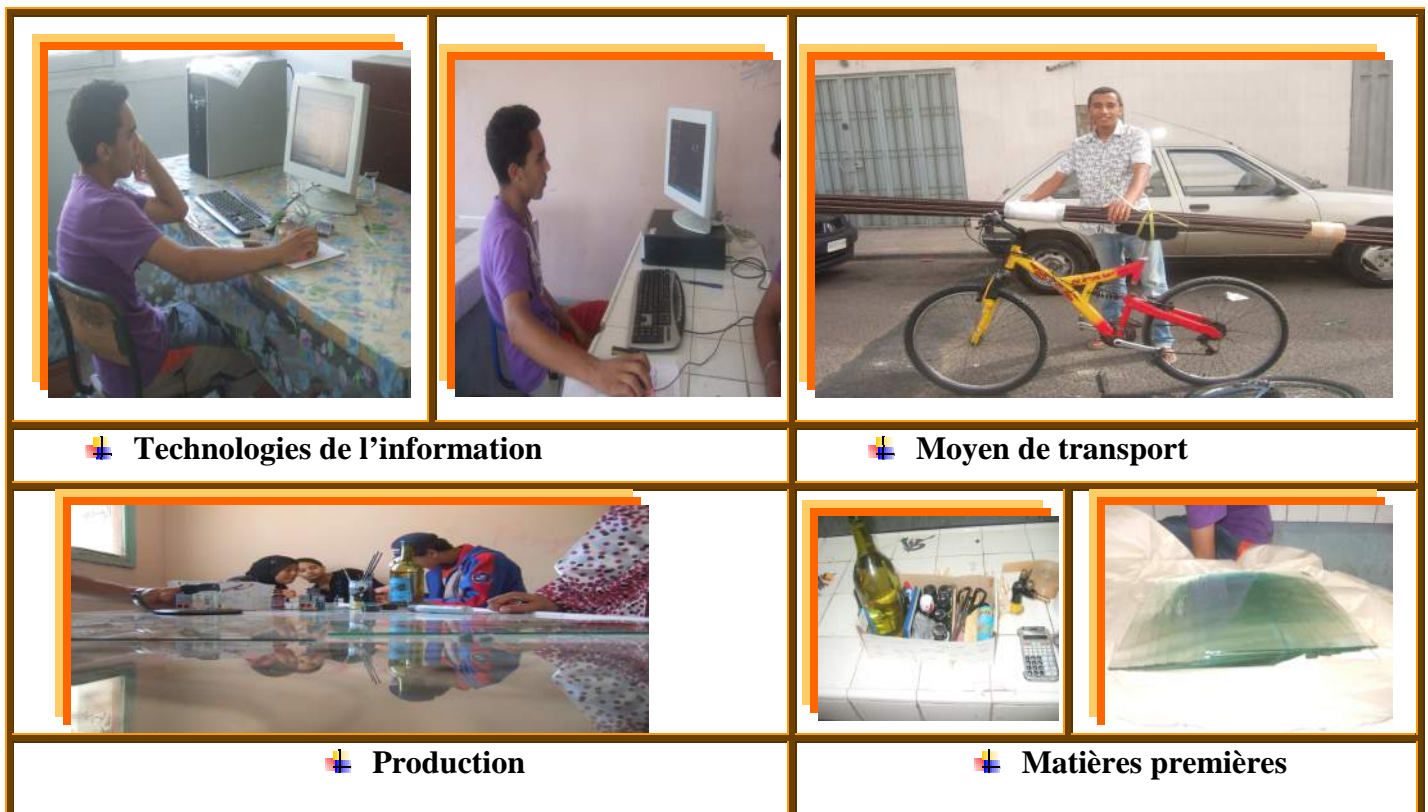 Technologies de l’information
Moyen de transport
Production
Matières premières